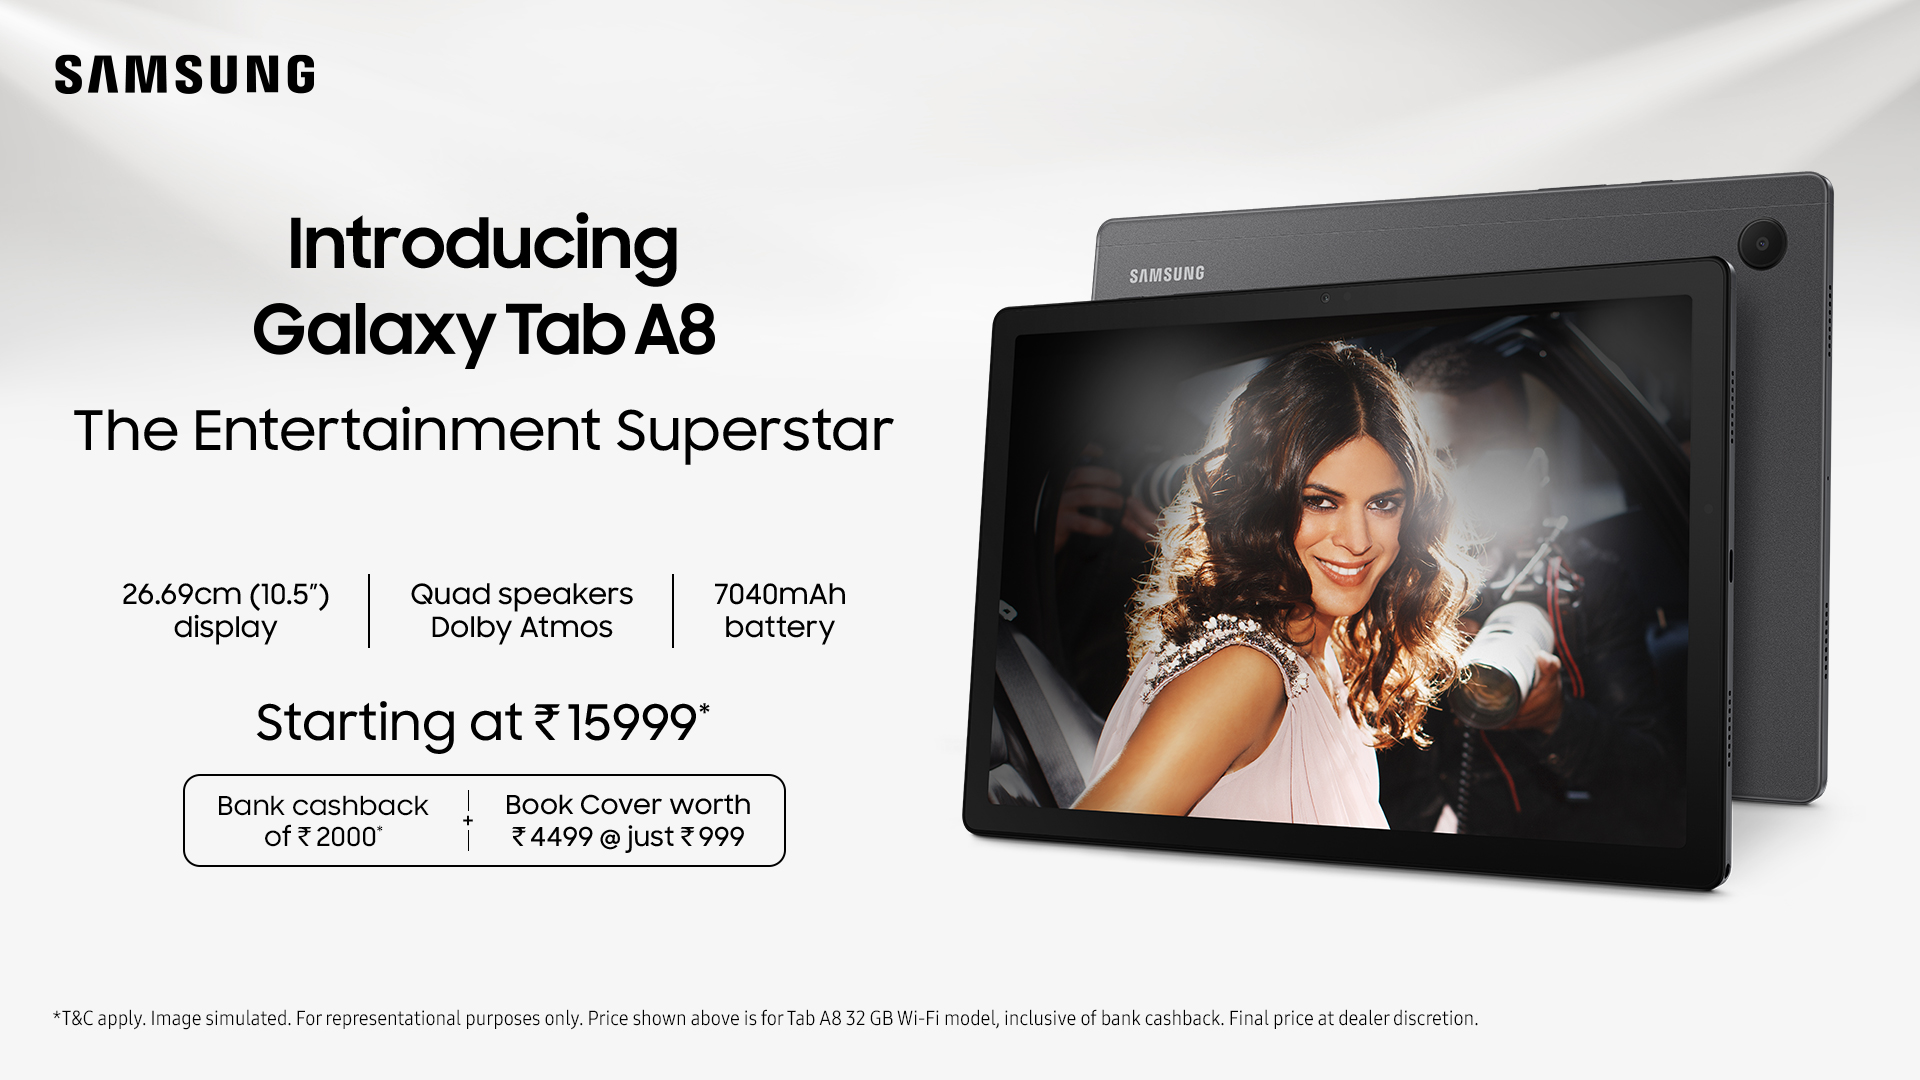 SAMSUNG
Introducing
Galaxy Tab A8
The Entertainment Superstar
26.69cm (10.5″)
display
Quad speakers
Dolby Atmos
7040mAh
battery
Starting at ₹15999*
Bank cashback
of ₹2000*
+
Book Cover worth
₹4499 @ just ₹999
SAMSUNG
*T&C apply. Image simulated. For representational purposes only. Price shown above is for Tab A8 32 GB Wi-Fi model, inclusive of bank cashback. Final price at dealer discretion.